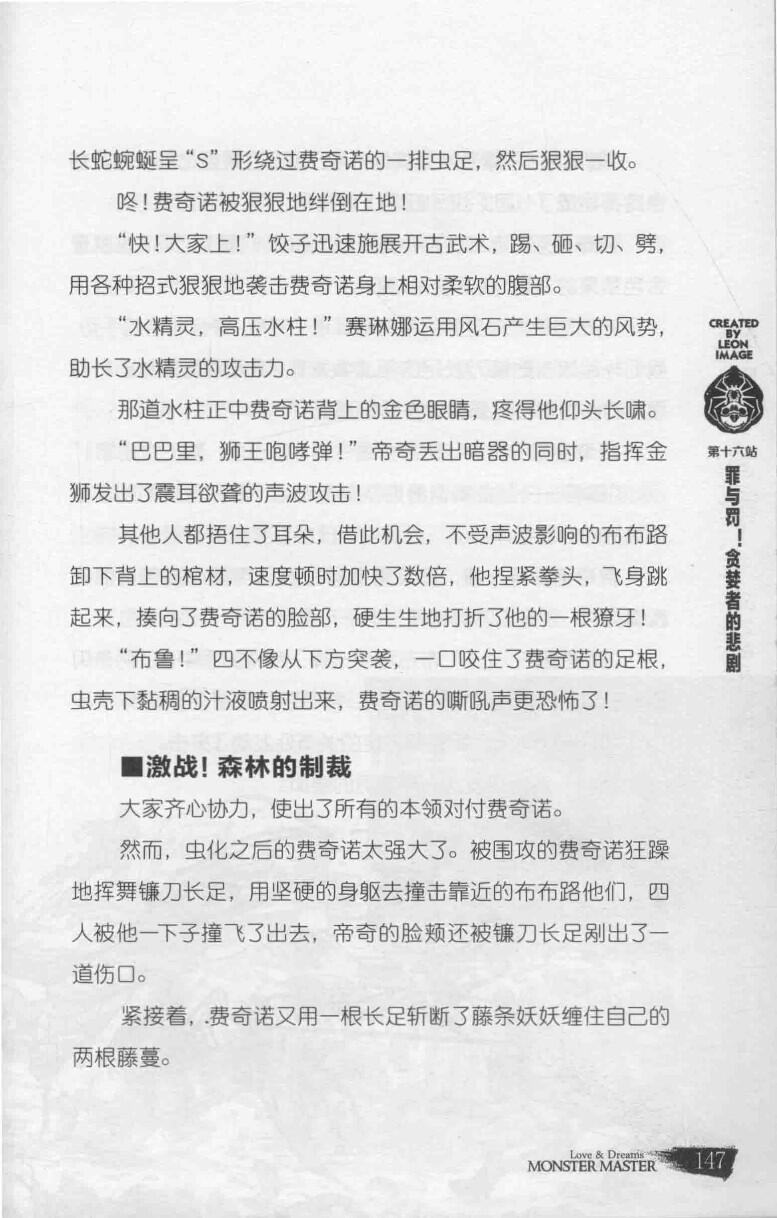 长蛇蜿蜒呈“S”形绕过费奇诺的一排虫足，然后狠狠一收。
咚！费奇诺被狠狠地绊倒在地！
“快！大家上！”饺子迅速施展开古武术，踢、砸、切、劈，
用各种招式狠狠地袭击费奇诺身上相对柔软的腹部。
“水精灵，高压水柱！”赛琳娜运用风石产生巨大的风势，
助长了水精灵的攻击力。
那道水柱正中费奇诺背上的金色眼睛，疼得他仰头长啸。
“巴巴里，狮王咆哮弹！”帝奇丢出暗器的同时，指挥金
狮发出了震耳欲聋的声波攻击！
其他人都捂住了耳朵，借此机会，不受声波影响的布布路
卸下背上的棺材，速度顿时加快了数倍，他捏紧拳头，飞身跳
起来，揍向了费奇诺的脸部，硬生生地打折了他的一根獠牙！
“布鲁！”四不像从下方突袭，一口咬住了费奇诺的足根，
虫壳下黏稠的汁液喷射出来，费奇诺的嘶吼声更恐怖了！
■激战！森林的制裁
大家齐心协力，使出了所有的本领对付费奇诺。
然而，虫化之后的费奇诺太强大了。被围攻的费奇诺狂躁
地挥舞镰刀长足，用坚硬的身躯去撞击靠近的布布路他们，四
人被他一下子撞飞了出去，帝奇的脸颊还被镰刀长足剐出了一
道伤口。
紧接着，.费奇诺又用一根长足斩断了藤条妖妖缠住自己的
两根藤蔓。
CREATED
BY
LEON
IMAGE
第十六站
罪与罚！贪婪者的悲剧
Love & Dreams
MONSTER MASTER
147